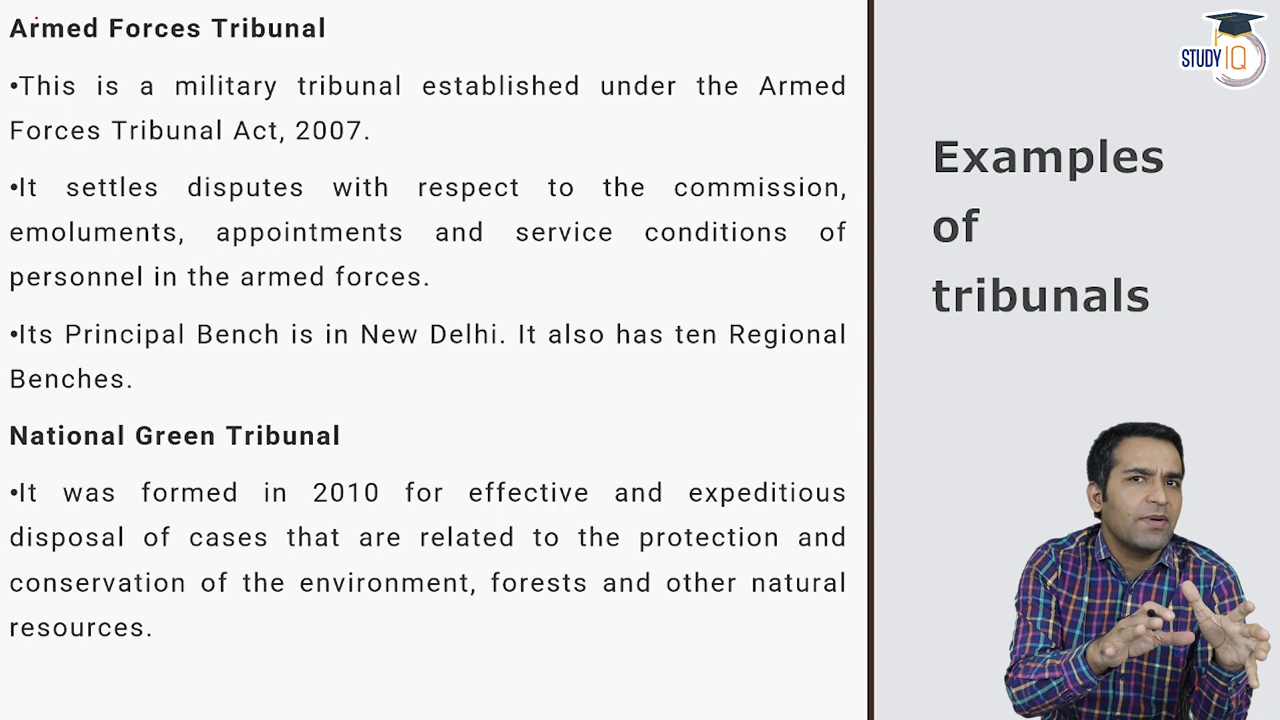 Armed Forces Tribunal
•This is a military tribunal established under the Armed
Forces Tribunal Act, 2007.
•It settles disputes with respect to the commission,
emoluments, appointments and service conditions of
personnel in the armed forces.
•Its Principal Bench is in New Delhi. It also has ten Regional
Benches.
National Green Tribunal
•It was formed in 2010 for effective and expeditious
disposal of cases that are related to the protection and
conservation of the environment, forests and other natural
resources.
STUDY IQ
Examples
of
tribunals